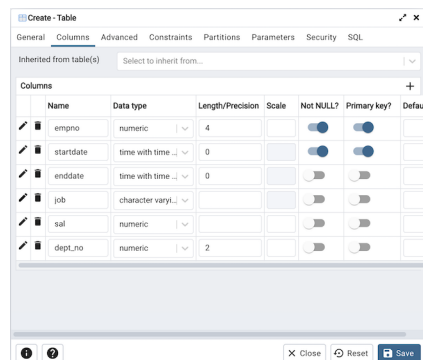 Create - Table
General Columns Advanced Constraints Partitions Parameters Security SQL
Inherited from table(s) Select to inherit from...
Columns
Name Data type Length/Precision Scale Not NULL? Primary key? Defau
empno numeric 4
startdate time with time ... 0
enddate time with time ... 0
job character varyi...
sal numeric
dept_no numeric 2
Close Reset Save